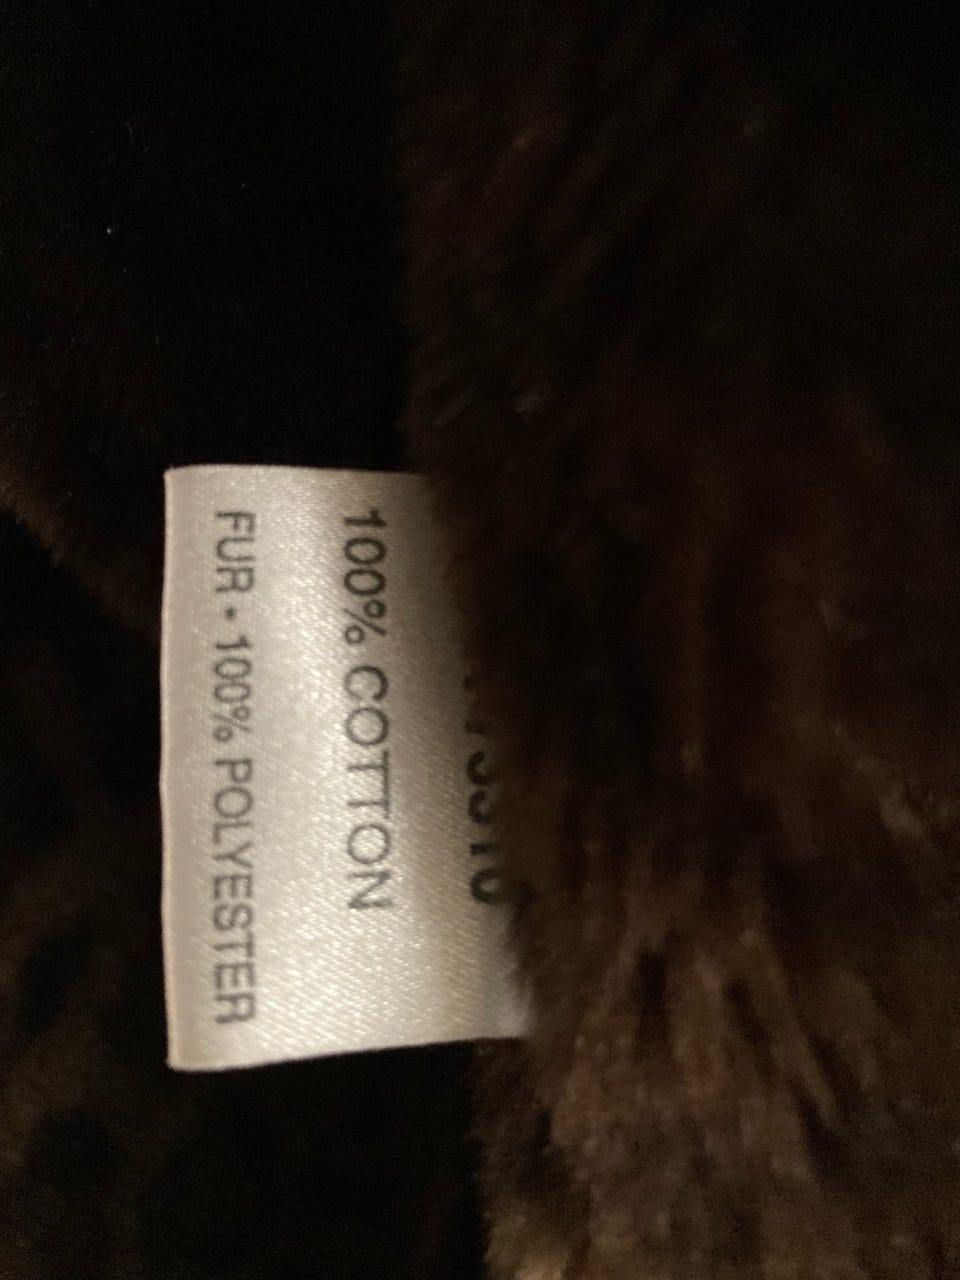 100% COTTON
FUR • 100% POLYESTER